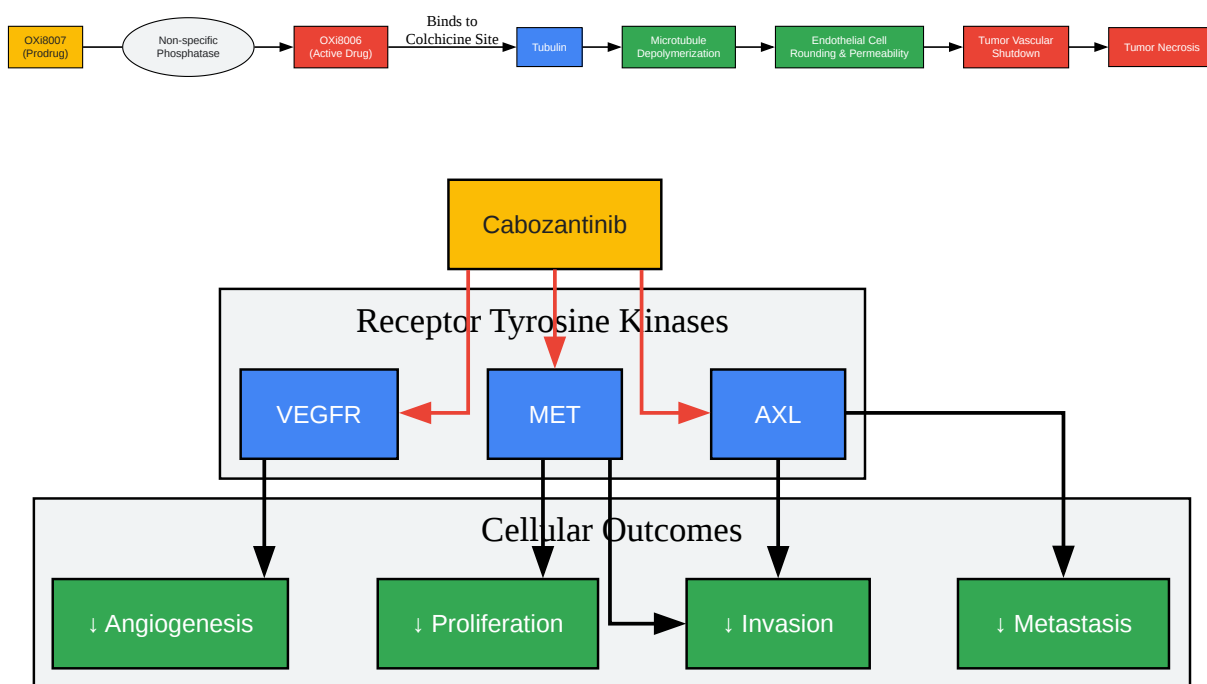 OXi8007
(Prodrug)
Non-specific
Phosphatase
OXi8006
(Active Drug)
Binds to
Colchicine Site
Tubulin
Microtubule
Depolymerization
Endothelial Cell
Rounding & Permeability
Tumor Vascular
Shutdown
Tumor Necrosis
Cabozantinib
Receptor Tyrosine Kinases
VEGFR
MET
AXL
Cellular Outcomes
↓ Angiogenesis
↓ Proliferation
↓ Invasion
↓ Metastasis